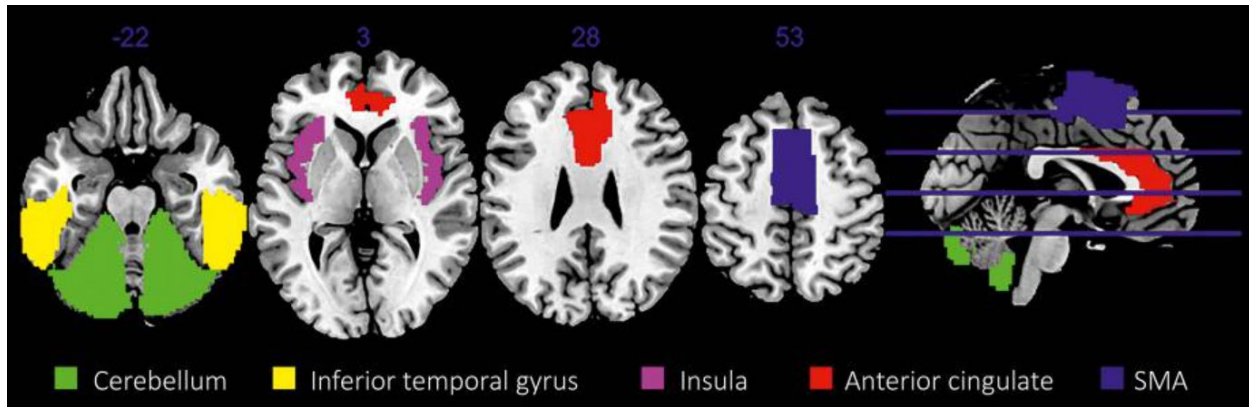 -22 3 28 53
Cerebellum Inferior temporal gyrus Insula Anterior cingulate SMA